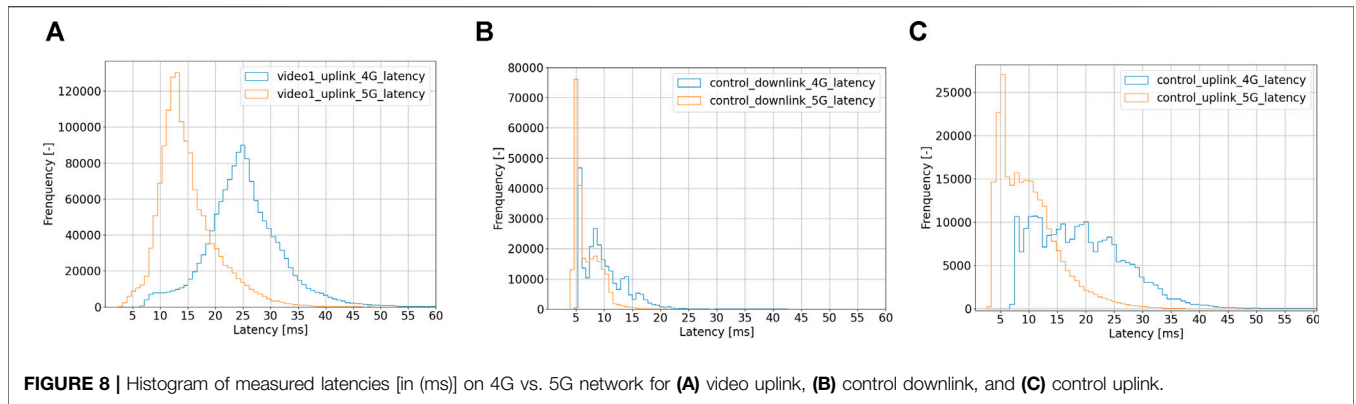 A
video1_uplink_4G_latency
video1_uplink_5G_latency
120000
100000
80000
60000
40000
20000
0
Frenquency [-]
5 10 15 20 25 30 35 40 45 50 55 60
Latency [ms]
B
control_downlink_4G_latency
control_downlink_5G_latency
80000
70000
60000
50000
40000
30000
20000
10000
0
Frenquency [-]
5 10 15 20 25 30 35 40 45 50 55 60
Latency [ms]
C
control_uplink_4G_latency
control_uplink_5G_latency
25000
20000
15000
10000
5000
0
Frenquency [-]
5 10 15 20 25 30 35 40 45 50 55 60
Latency [ms]
FIGURE 8 | Histogram of measured latencies [in (ms)] on 4G vs. 5G network for (A) video uplink, (B) control downlink, and (C) control uplink.